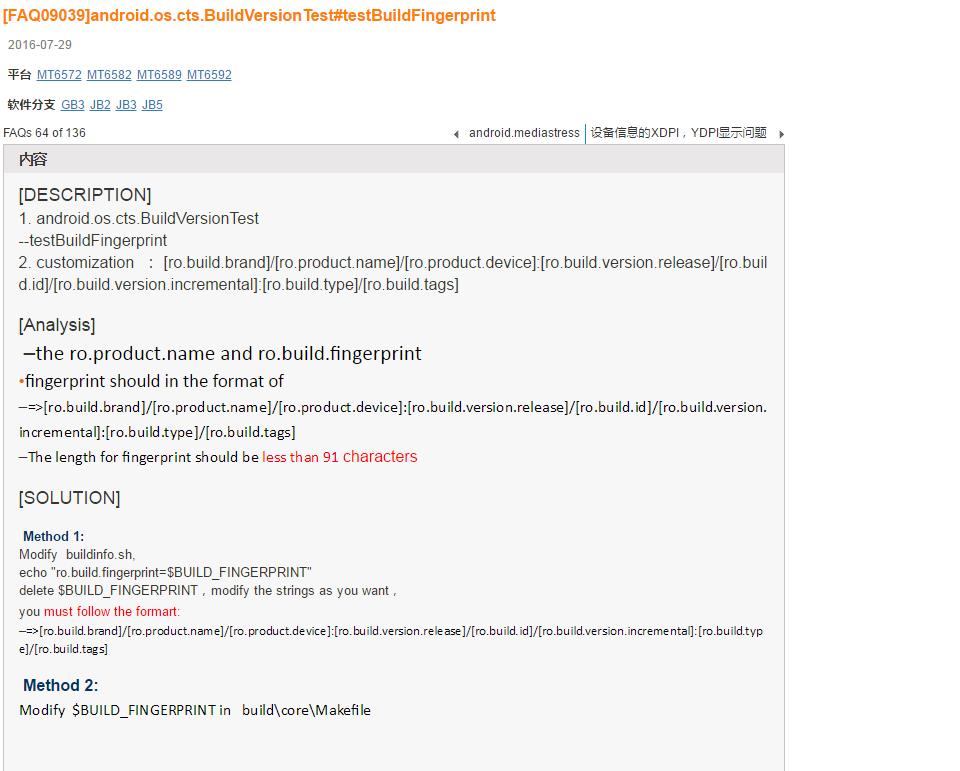 [FAQ09039]android.os.cts.BuildVersionTest#testBuildFingerprint
2016-07-29
平台 MT6572 MT6582 MT6589 MT6592
软件分支 GB3 JB2 JB3 JB5
FAQs 64 of 136
android.mediastress 设备信息的XDPI，YDPI显示问题
内容
[DESCRIPTION]
1. android.os.cts.BuildVersionTest
--testBuildFingerprint
2. customization : [ro.build.brand]/[ro.product.name]/[ro.product.device]:[ro.build.version.release]/[ro.buil
d.id]/[ro.build.version.incremental]:[ro.build.type]/[ro.build.tags]
[Analysis]
–the ro.product.name and ro.build.fingerprint
•fingerprint should in the format of
–=>[ro.build.brand]/[ro.product.name]/[ro.product.device]:[ro.build.version.release]/[ro.build.id]/[ro.build.version.
incremental]:[ro.build.type]/[ro.build.tags]
–The length for fingerprint should be less than 91 characters
[SOLUTION]
Method 1:
Modify buildinfo.sh,
echo "ro.build.fingerprint=$BUILD_FINGERPRINT"
delete $BUILD_FINGERPRINT , modify the strings as you want ,
you must follow the formart:
–=>[ro.build.brand]/[ro.product.name]/[ro.product.device]:[ro.build.version.release]/[ro.build.id]/[ro.build.version.incremental]:[ro.build.typ
e]/[ro.build.tags]
Method 2:
Modify $BUILD_FINGERPRINT in build\core\Makefile